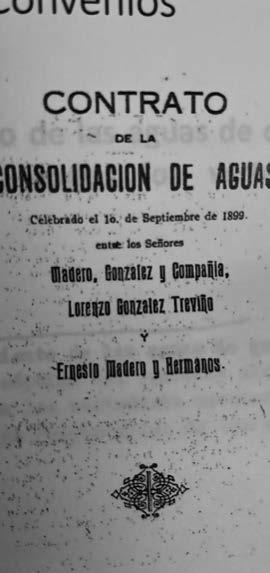 Convenios
CONTRATO
DE LA
CONSOLIDACION DE AGUAS
Celebrado el 1o. de Septiembre de 1899.
entre los Señores
Madero, González y Compañía,
Lorenzo González Treviño
Y
Ernesto Madero y Hermanos.